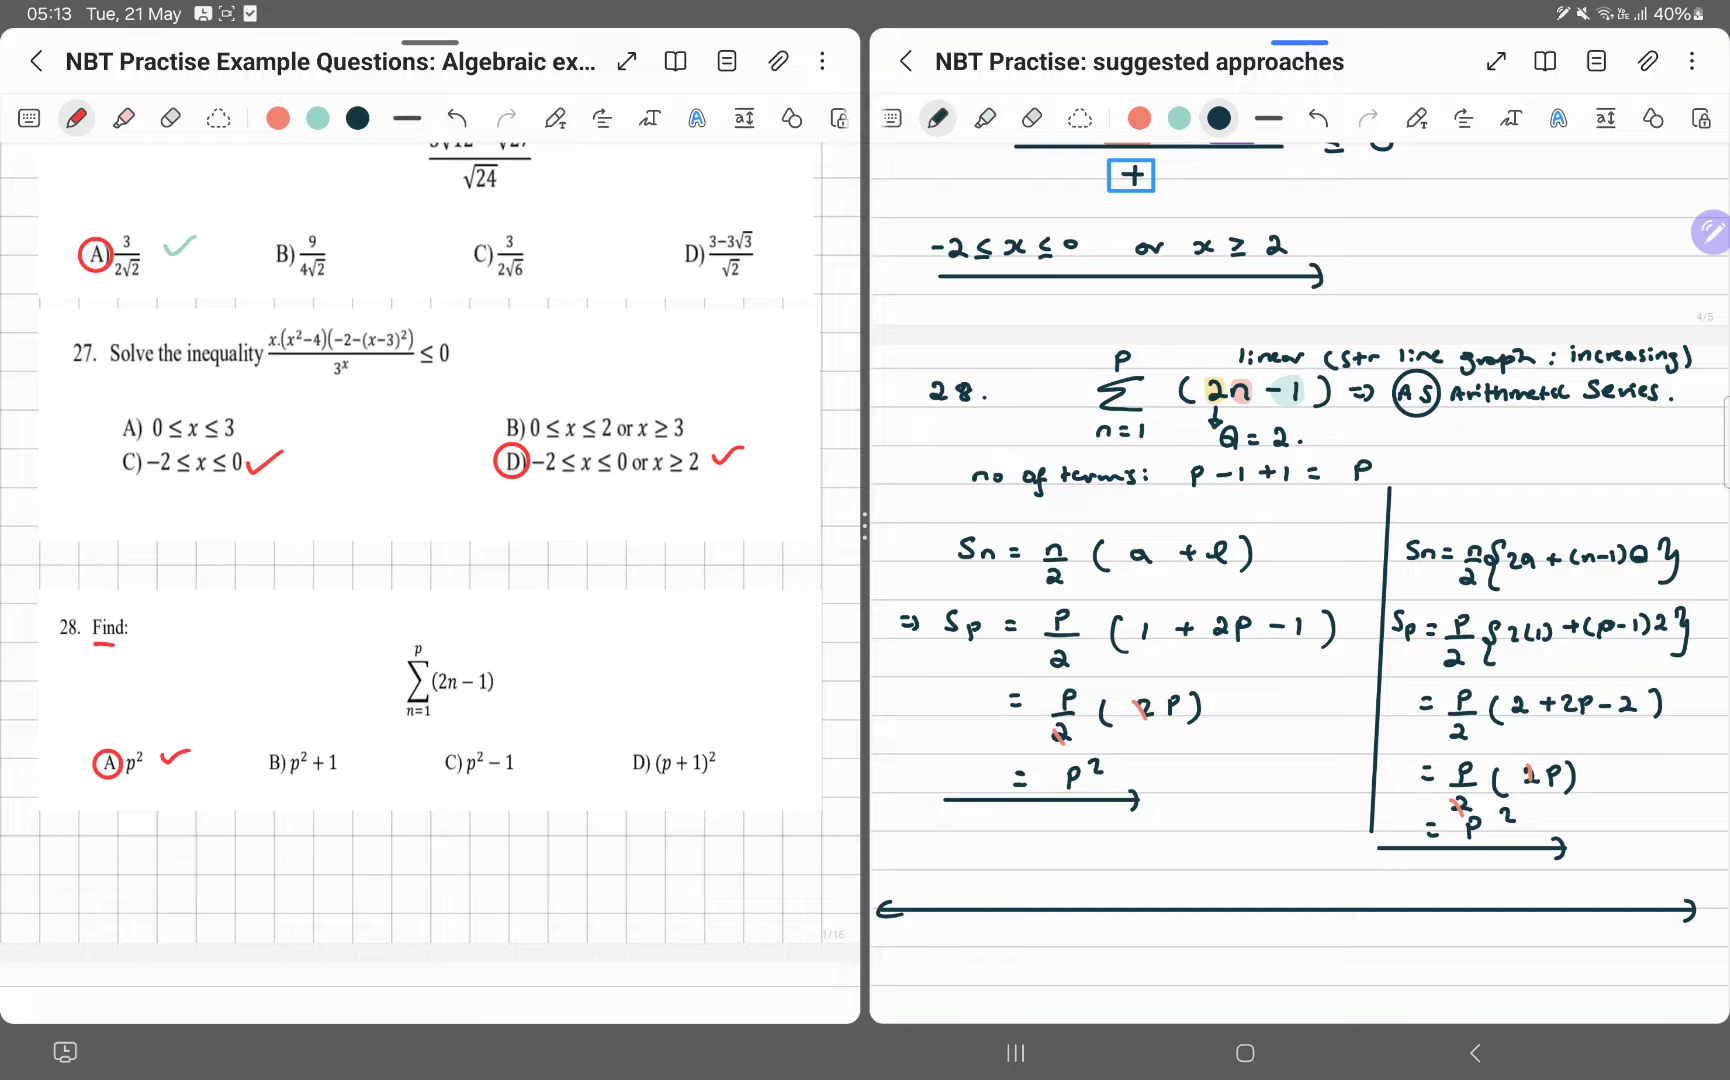 05:13 Tue, 21 May
40%
NBT Practise Example Questions: Algebraic ex...
√24
A) 3/2√2 B) 9/4√2 C) 3/2√6 D) 3−3√3/√2
27. Solve the inequality x.(x²−4)(−2−(x−3)²)/3ˣ ≤ 0
A) 0 ≤ x ≤ 3 B) 0 ≤ x ≤ 2 or x ≥ 3
C) −2 ≤ x ≤ 0 D) −2 ≤ x ≤ 0 or x ≥ 2
28. Find:
p
∑(2n − 1)
n=1
A) p² B) p² + 1 C) p² − 1 D) (p + 1)²
1/16
NBT Practise: suggested approaches
+
-2 ≤ x ≤ 0 or x ≥ 2
4/5
P linear (str line graph: increasing)
28. ∑ (2n -1) => AS Arithmetic Series.
n=1 d = 2.
no of terms: P -1 +1 = P
Sn = n/2 (a + l)
=> Sp = P/2 (1 + 2P -1)
= P/2 (2P)
= P²
Sn = n/2 {2a + (n-1)d}
Sp = P/2 {2(1) + (P-1)2}
= P/2 (2 + 2P - 2)
= P/2 (2P)
= P²